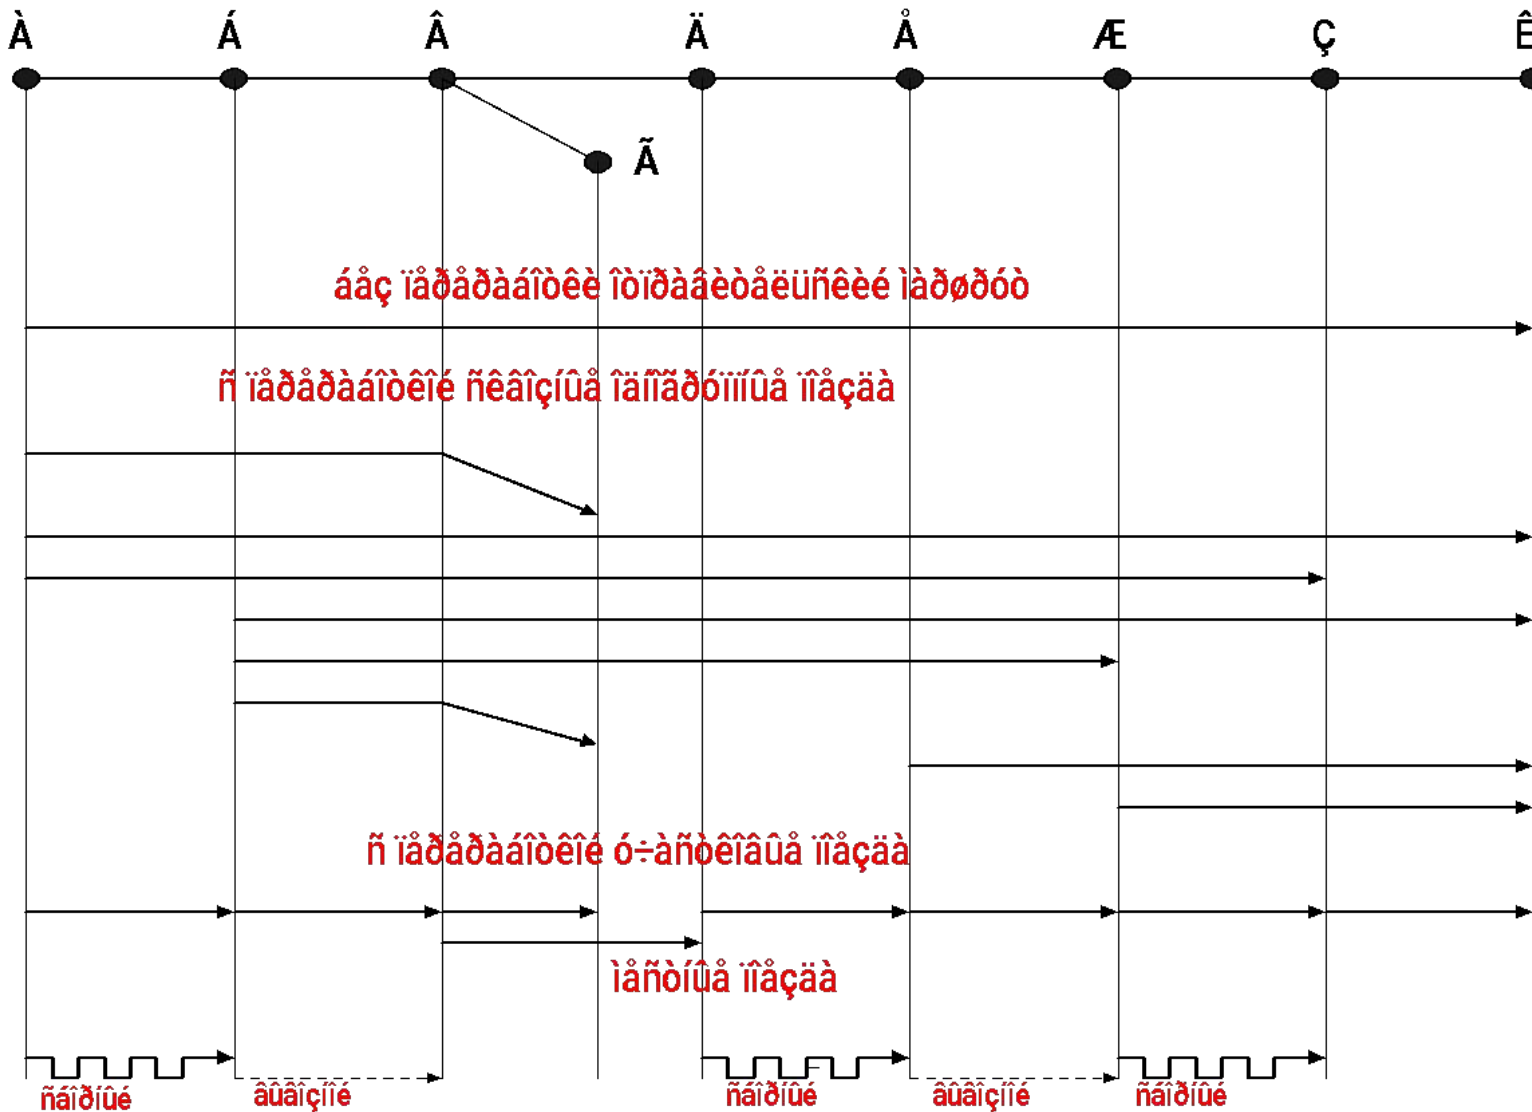 À Á Â Ä Å Æ Ç Ê
Ã
áåç ïåðåðàáîòêè îòïðàâèòåëüñêèé ìàðøðóò
ñ ïåðåðàáîòêîé ñêâîçíûå îäíîãðóïïíûå ïîåçäà
ñ ïåðåðàáîòêîé ó÷àñòêîâûå ïîåçäà
ìåñòíûå ïîåçäà
ñáîðíûé âûâîçíîé ñáîðíûé âûâîçíîé ñáîðíûé